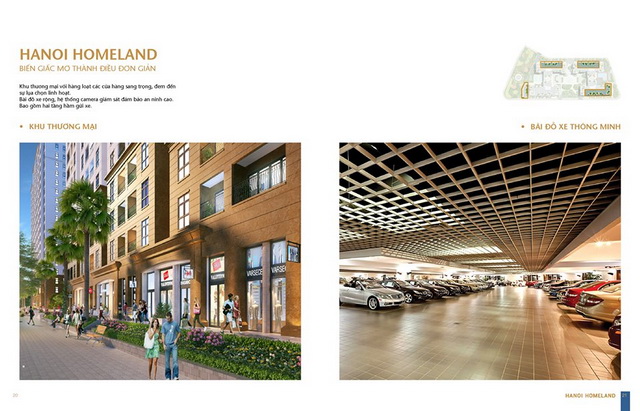 HANOI HOMELAND
BIẾN GIẤC MƠ THÀNH ĐIỀU ĐƠN GIẢN
Khu thương mại với hàng loạt các cửa hàng sang trọng, đem đến
sự lựa chọn linh hoạt.
Bãi đỗ xe rộng, hệ thống camera giám sát đảm bảo an ninh cao.
Bao gồm hai tầng hầm gửi xe.
• KHU THƯƠNG MẠI
• BÃI ĐỖ XE THÔNG MINH
VARSECE
VARSECE
HANOI HOMELAND